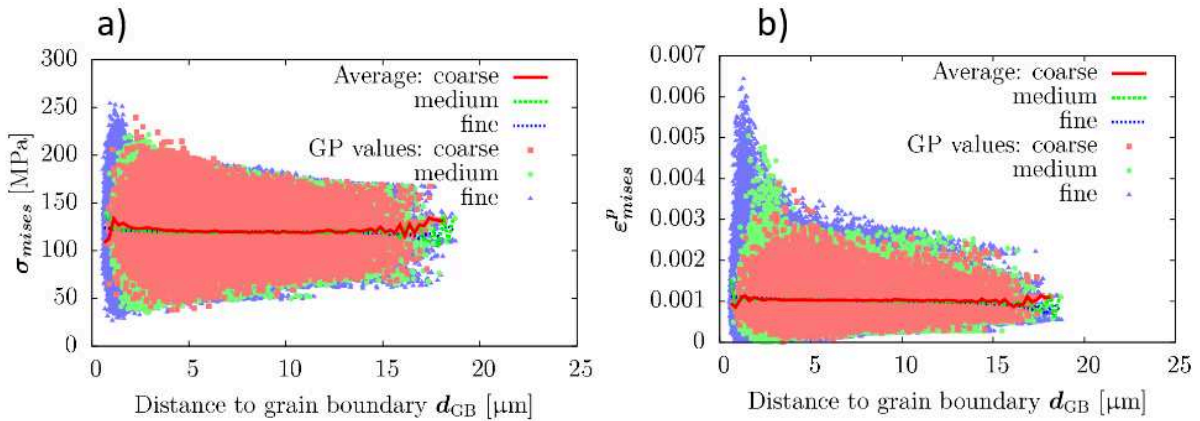 a)
300
250
200
150
100
50
0
σmises [MPa]
Average: coarse
medium
fine
GP values: coarse
medium
fine
0 5 10 15 20 25
Distance to grain boundary dGB [μm]
b)
0.007
0.006
0.005
0.004
0.003
0.002
0.001
0
εpmises
Average: coarse
medium
fine
GP values: coarse
medium
fine
0 5 10 15 20 25
Distance to grain boundary dGB [μm]